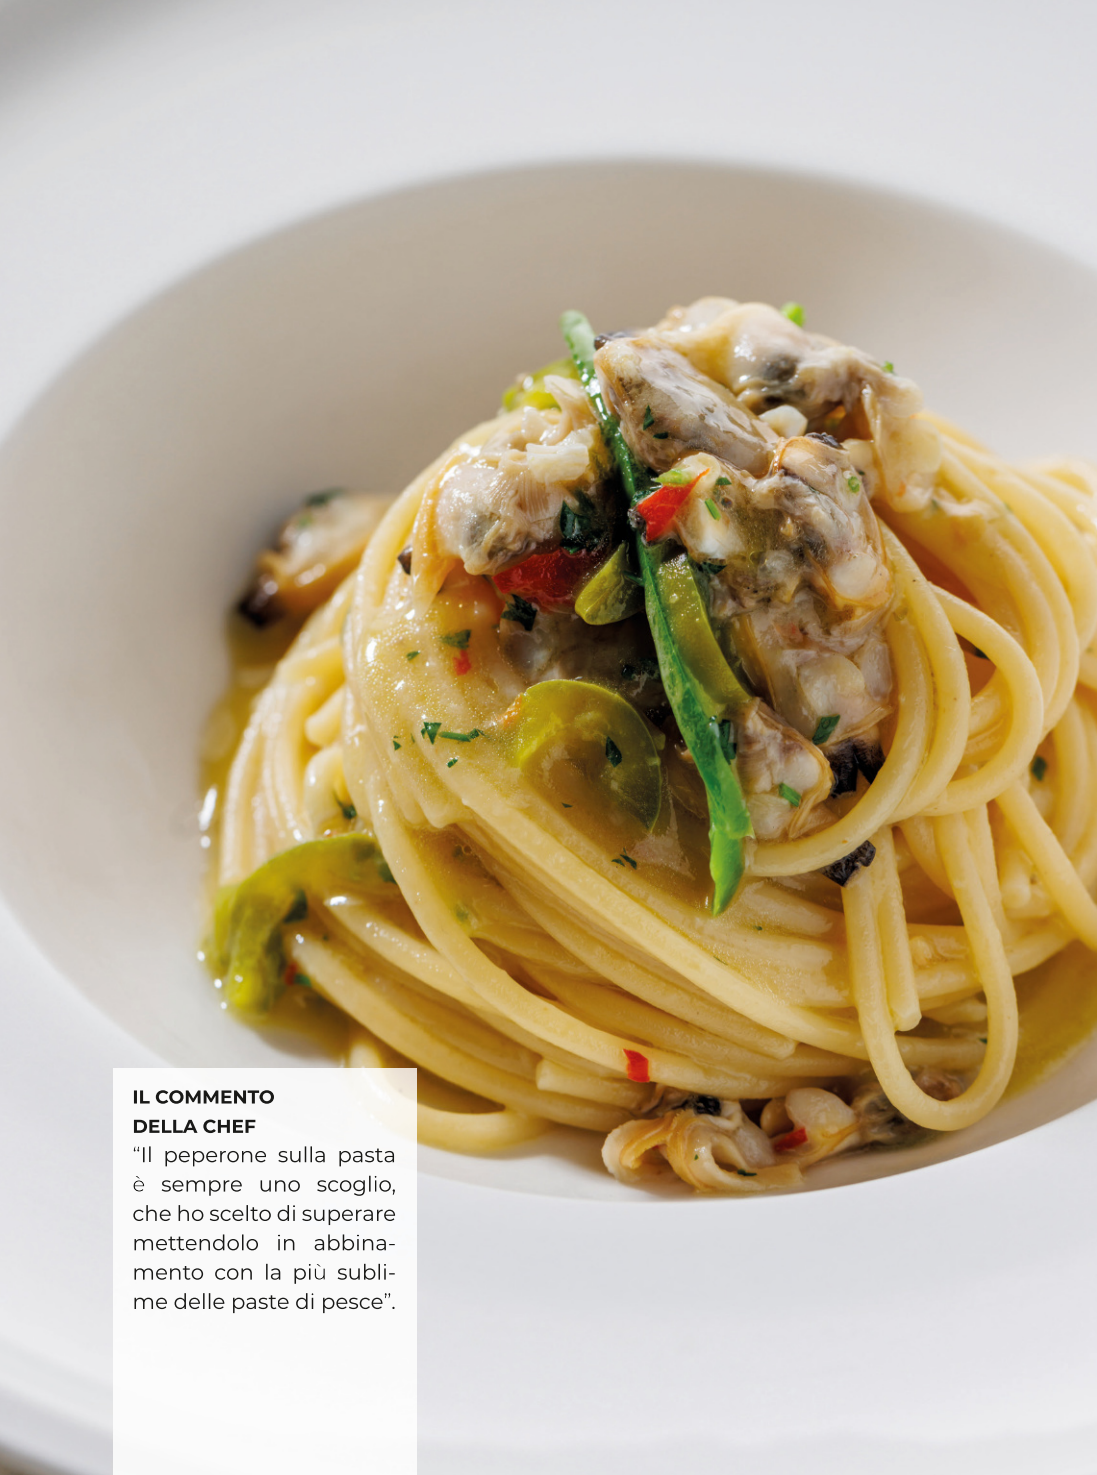 IL COMMENTO
DELLA CHEF
“Il peperone sulla pasta
è sempre uno scoglio,
che ho scelto di superare
mettendolo in abbina-
mento con la più subli-
me delle paste di pesce”.